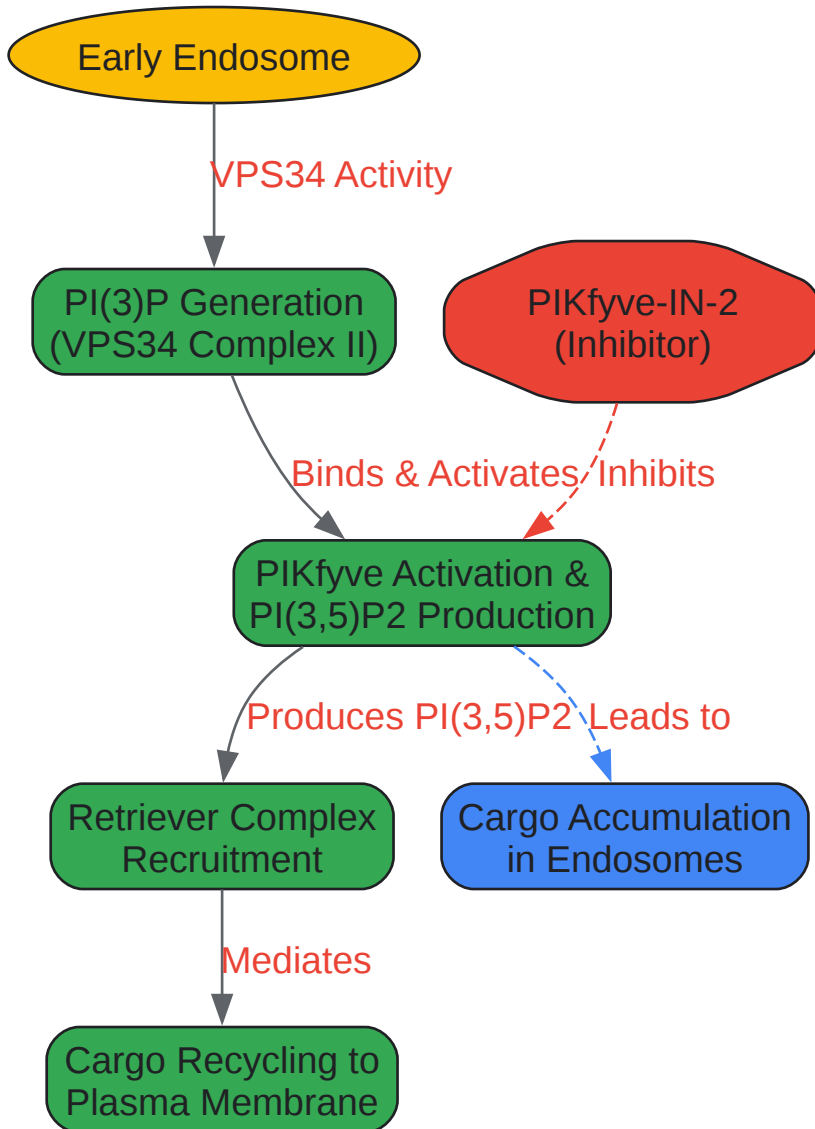 Early Endosome
VPS34 Activity
PI(3)P Generation
(VPS34 Complex II)
PIKfyve-IN-2
(Inhibitor)
Binds & Activates
Inhibits
PIKfyve Activation &
PI(3,5)P2 Production
Produces PI(3,5)P2
Leads to
Retriever Complex
Recruitment
Cargo Accumulation
in Endosomes
Mediates
Cargo Recycling to
Plasma Membrane